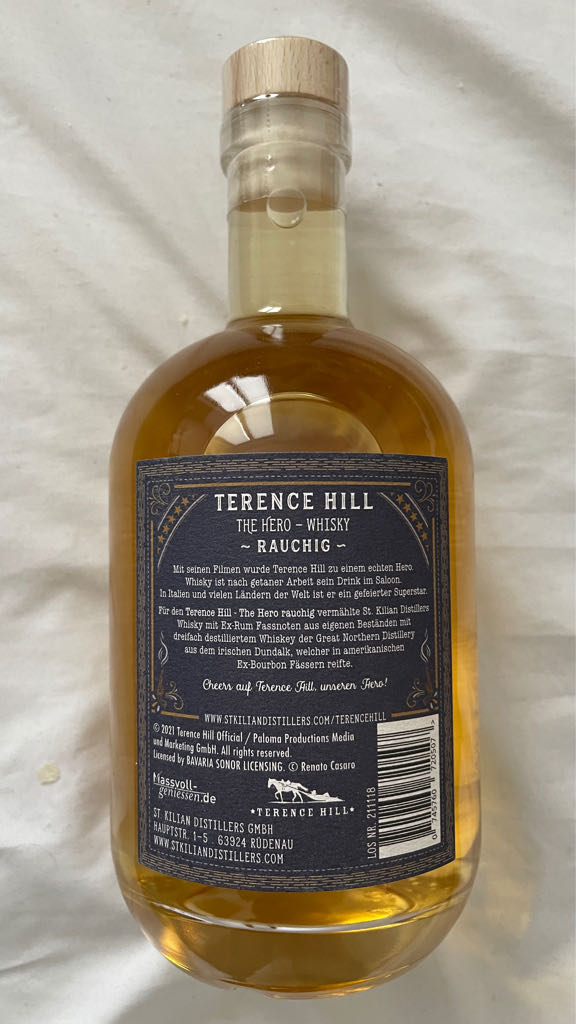 TERENCE HILL
THE HERO – WHISKY
~ RAUCHIG ~
Mit seinen Filmen wurde Terence Hill zu einem echten Hero.
Whisky ist nach getaner Arbeit sein Drink im Saloon.
In Italien und vielen Ländern der Welt ist er ein gefeierter Superstar.
Für den Terence Hill - The Hero rauchig vermählte St. Kilian Distillers
Whisky mit Ex-Rum Fassnoten aus eigenen Beständen mit
dreifach destilliertem Whiskey der Great Northern Distillery
aus dem irischen Dundalk, welcher in amerikanischen
Ex-Bourbon Fässern reifte.
Cheers auf Terence Hill, unseren Hero!
WWW.STKILIANDISTILLERS.COM/TERENCEHILL
© 2021 Terence Hill Official / Paloma Productions Media
und Marketing GmbH. All rights reserved.
Licensed by BAVARIA SONOR LICENSING. © Renato Casaro
Massvoll-
geniessen.de
★TERENCE HILL★
ST. KILIAN DISTILLERS GMBH
HAUPTSTR. 1-5 . 63924 RÜDENAU
WWW.STKILIANDISTILLERS.COM
LOS NR. 211118
0 745760 720507 >